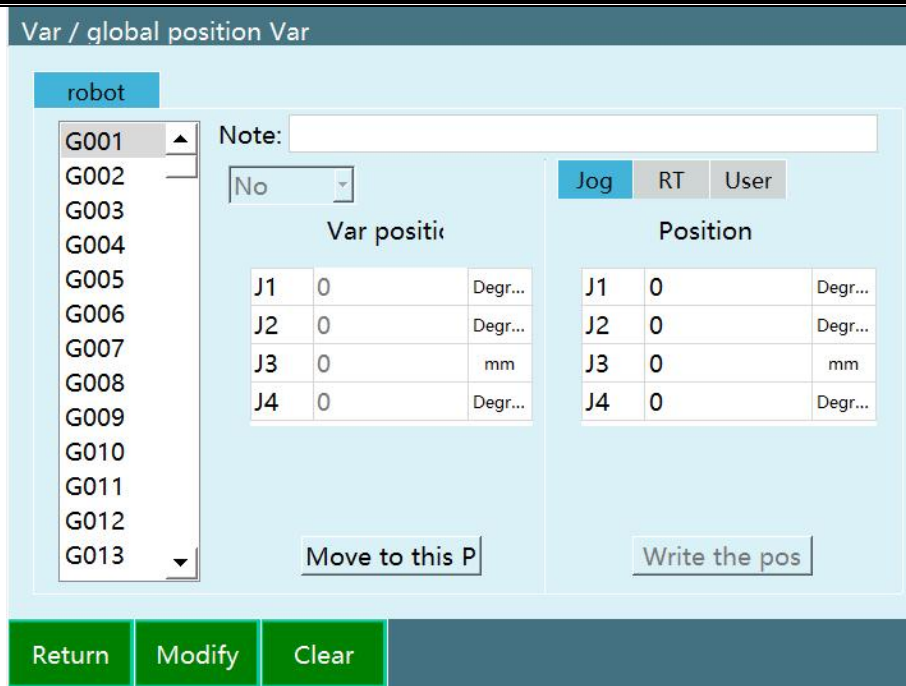 Var / global position Var
robot
G001
G002
G003
G004
G005
G006
G007
G008
G009
G010
G011
G012
G013
Note:
No
Var positic
J1 0 Degr...
J2 0 Degr...
J3 0 mm
J4 0 Degr...
Move to this P
Jog RT User
Position
J1 0 Degr...
J2 0 Degr...
J3 0 mm
J4 0 Degr...
Write the pos
Return Modify Clear